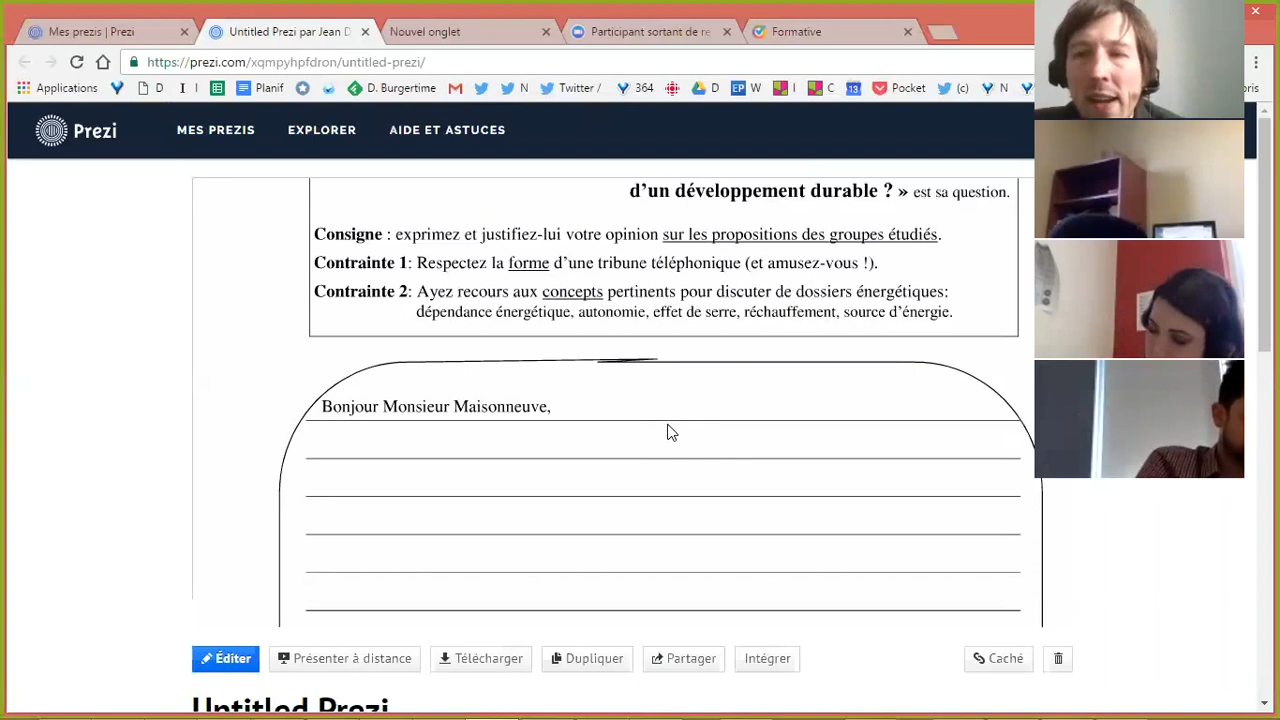 Mes prezis | Prezi
Untitled Prezi par Jean D
Nouvel onglet
Participant sortant de re
Formative
https://prezi.com/xqmpyhpfdron/untitled-prezi/
Applications D I I Planif D. Burgertime N Twitter / 364 D EP W I C 13 Pocket (c) N
Prezi MES PREZIS EXPLORER AIDE ET ASTUCES
d'un développement durable ? » est sa question.
Consigne : exprimez et justifiez-lui votre opinion sur les propositions des groupes étudiés.
Contrainte 1: Respectez la forme d'une tribune téléphonique (et amusez-vous !).
Contrainte 2: Ayez recours aux concepts pertinents pour discuter de dossiers énergétiques:
dépendance énergétique, autonomie, effet de serre, réchauffement, source d'énergie.
Bonjour Monsieur Maisonneuve,
Éditer Présenter à distance Télécharger Dupliquer Partager Intégrer Caché
Untitled Prezi